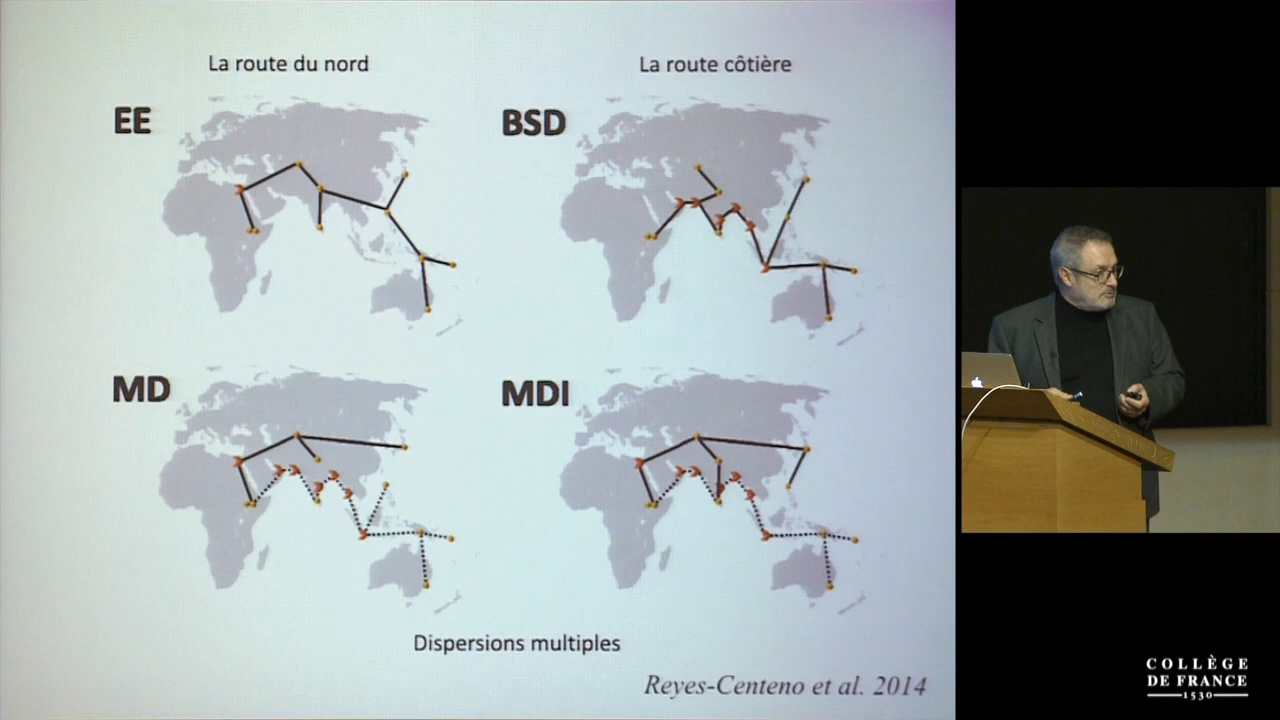 La route du nord
La route côtière
EE
BSD
MD
MDI
Dispersions multiples
Reyes-Centeno et al. 2014
COLLÈGE
DE FRANCE
1530